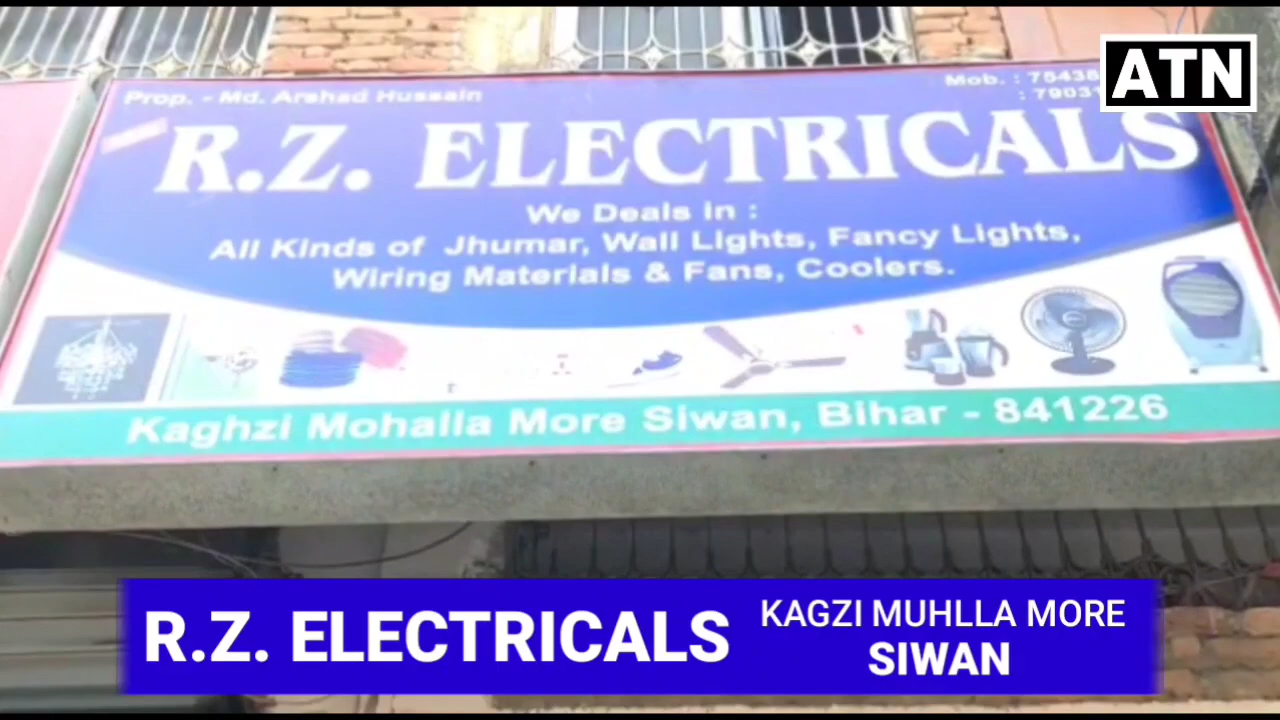 ATN
Prop. - Md. Arshad Hussain
Mob. : 7543
: 7903
R.Z. ELECTRICALS
We Deals in :
All Kinds of Jhumar, Wall Lights, Fancy Lights,
Wiring Materials & Fans, Coolers.
Kaghzi Mohalla More Siwan, Bihar - 841226
R.Z. ELECTRICALS
KAGZI MUHLLA MORE
SIWAN